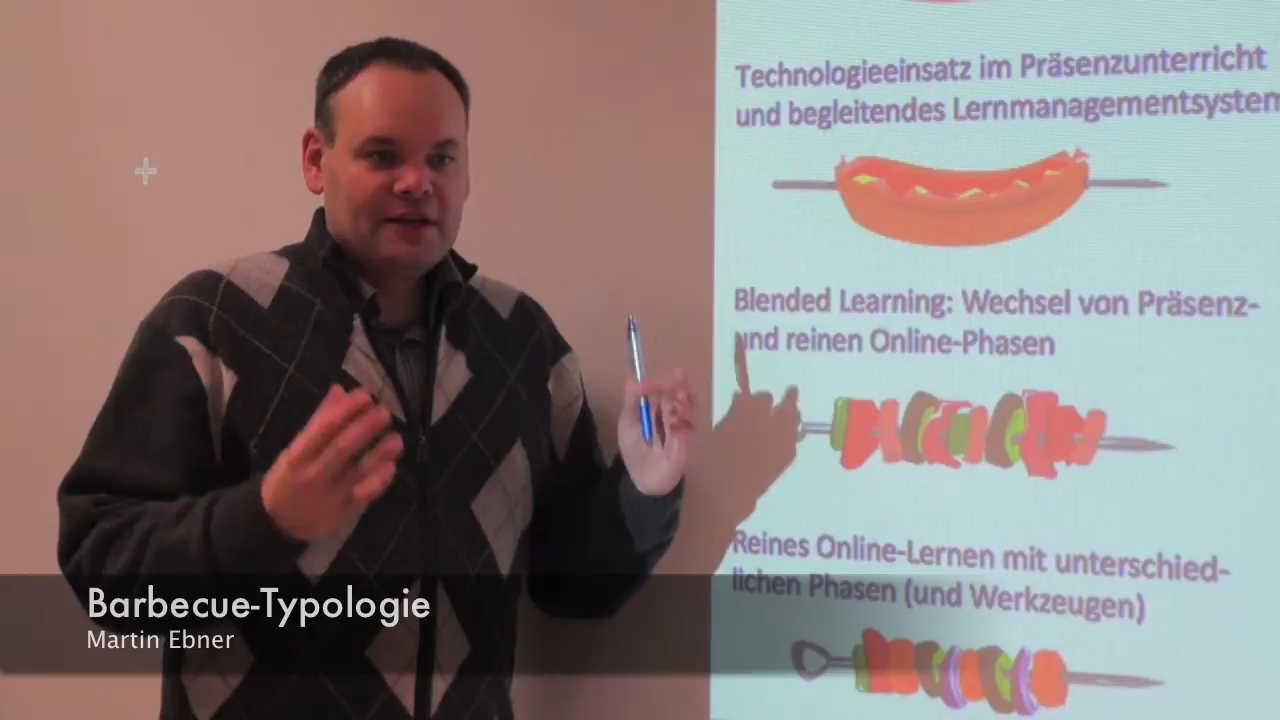 Technologieeinsatz im Präsenzunterricht
und begleitendes Lernmanagementsystem
Blended Learning: Wechsel von Präsenz-
und reinen Online-Phasen
Reines Online-Lernen mit unterschied-
lichen Phasen (und Werkzeugen)
Barbecue-Typologie
Martin Ebner